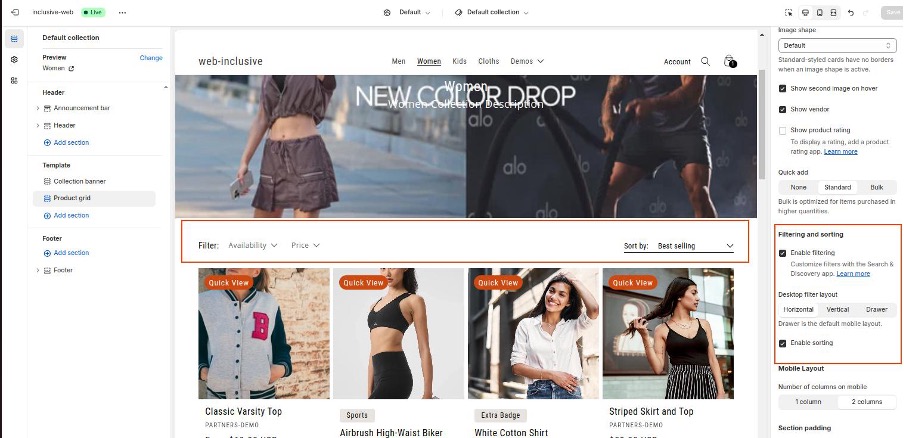 inclusive-web Live ... Default Default collection Save
Default collection
Preview
Change
Women
Header
Announcement bar
Header
Add section
Template
Collection banner
Product grid
Add section
Footer
Add section
Footer
web-inclusive Men Women Kids Cloths Demos Account 1
Women
NEW COLOR DROP
Women Collection Description
alo
alo
alo
alo
Filter: Availability Price Sort by: Best selling
Quick View Quick View Quick View Quick View
Classic Varsity Top
PARTNERS-DEMO
Sports
Airbrush High-Waist Biker
Extra Badge
White Cotton Shirt
Striped Skirt and Top
PARTNERS-DEMO
Image shape
Default
Standard-styled cards have no borders
when an image shape is active.
Show second image on hover
Show vendor
Show product rating
To display a rating, add a product
rating app. Learn more
Quick add
None Standard Bulk
Bulk is optimized for items purchased in
higher quantities.
Filtering and sorting
Enable filtering
Customize filters with the Search &
Discovery app. Learn more
Desktop filter layout
Horizontal Vertical Drawer
Drawer is the default mobile layout.
Enable sorting
Mobile Layout
Number of columns on mobile
1 column 2 columns
Section padding